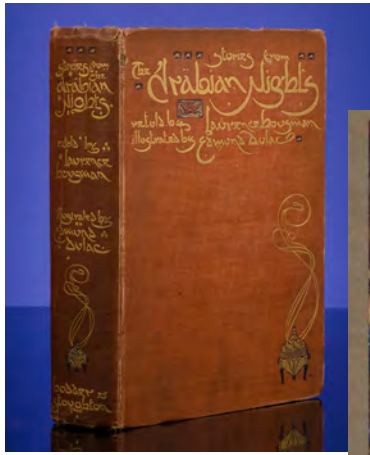 stories from
the
Arabian
Nights.
retold by
Laurence
housman
illustrated by
Edmund
Dulac.
hodder &
stoughton
stories from
The Arabian Nights
retold by Laurence housman
illustrated by Edmund Dulac